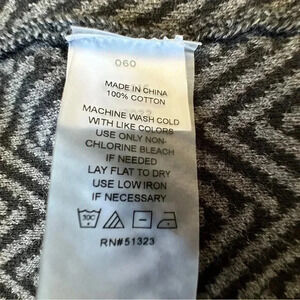 060
MADE IN CHINA
100% COTTON
MACHINE WASH COLD
WITH LIKE COLORS
USE ONLY NON-
CHLORINE BLEACH
IF NEEDED
LAY FLAT TO DRY
USE LOW IRON
IF NECESSARY
30C
RN#51323